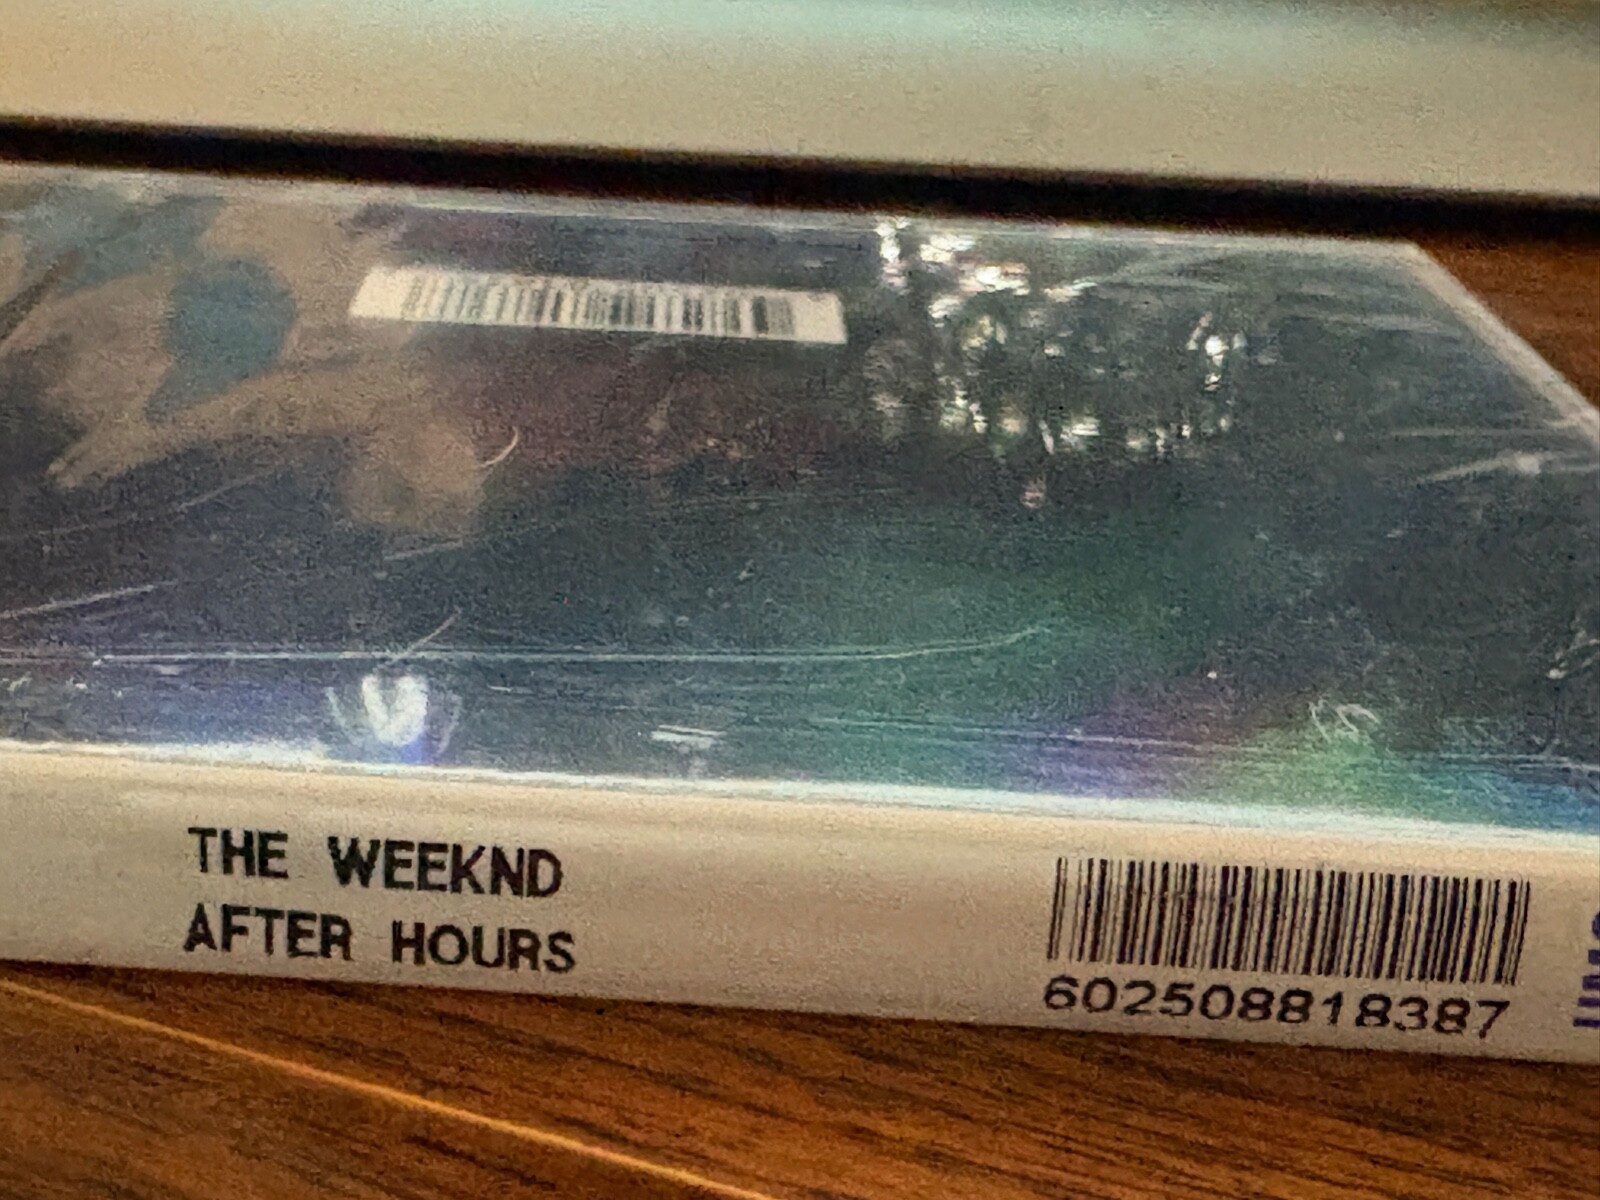 THE WEEKND
AFTER HOURS
602508818387